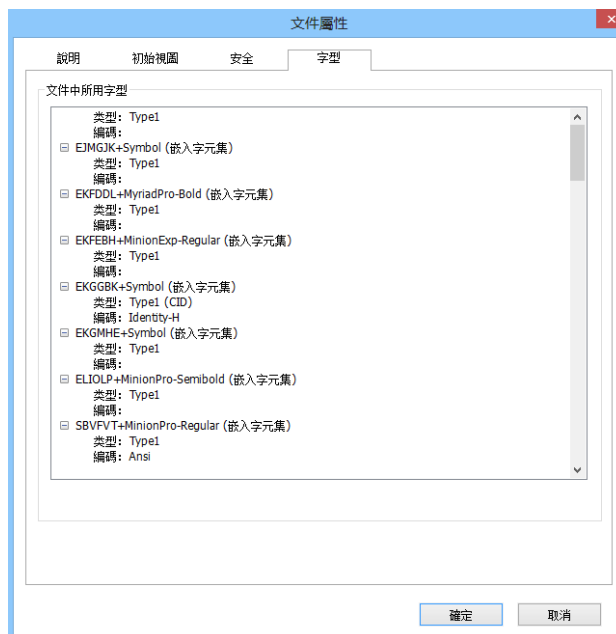 文件屬性
說明 初始視圖 安全 字型
文件中所用字型
类型: Type1
編碼:
EJMGJK+Symbol (嵌入字元集)
类型: Type1
編碼:
EKFDDL+MyriadPro-Bold (嵌入字元集)
类型: Type1
編碼:
EKFEBH+MinionExp-Regular (嵌入字元集)
类型: Type1
編碼:
EKGGBK+Symbol (嵌入字元集)
类型: Type1 (CID)
編碼: Identity-H
EKGMHE+Symbol (嵌入字元集)
类型: Type1
編碼:
ELIOLP+MinionPro-Semibold (嵌入字元集)
类型: Type1
編碼:
SBVFVT+MinionPro-Regular (嵌入字元集)
类型: Type1
編碼: Ansi
確定 取消